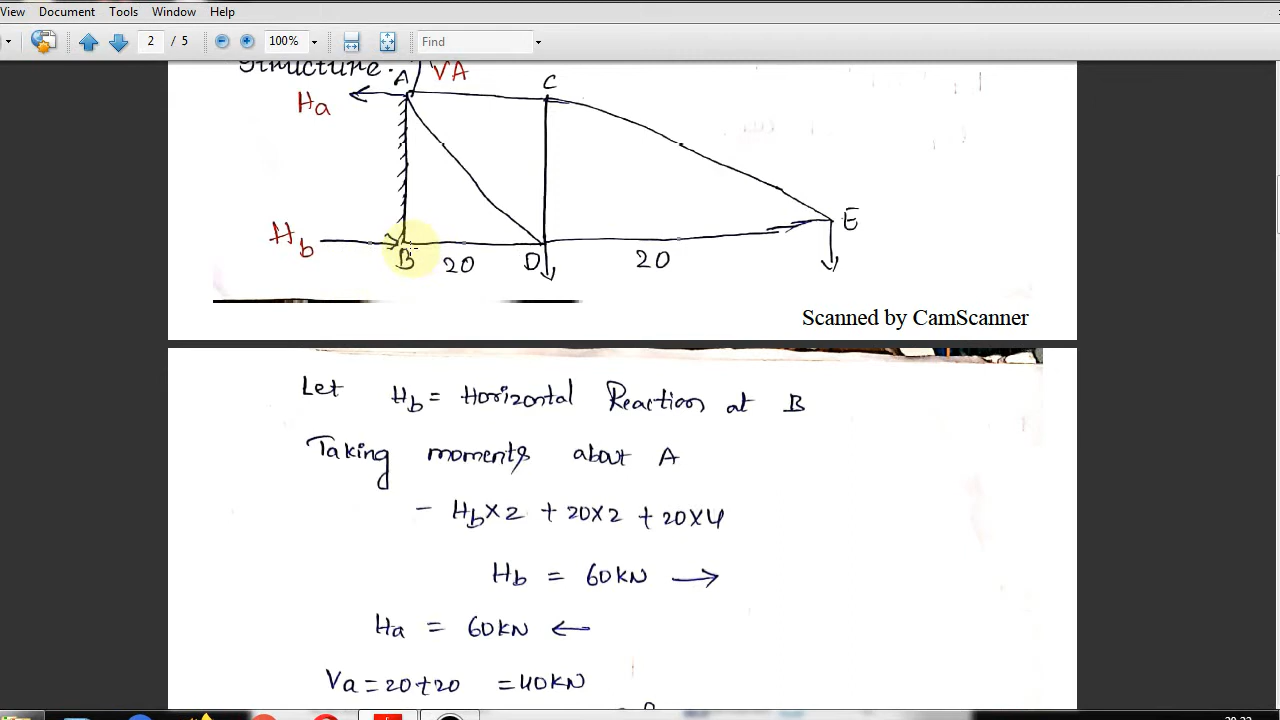 View Document Tools Window Help
2 / 5 100% Find
Structure.
A VA C
Ha
E
Hb B 20 D 20
Scanned by CamScanner
Let Hb = Horizontal Reaction at B
Taking moments about A
- Hb×2 + 20×2 + 20×4
Hb = 60KN →
Ha = 60KN ←
Va = 20+20 = 40KN